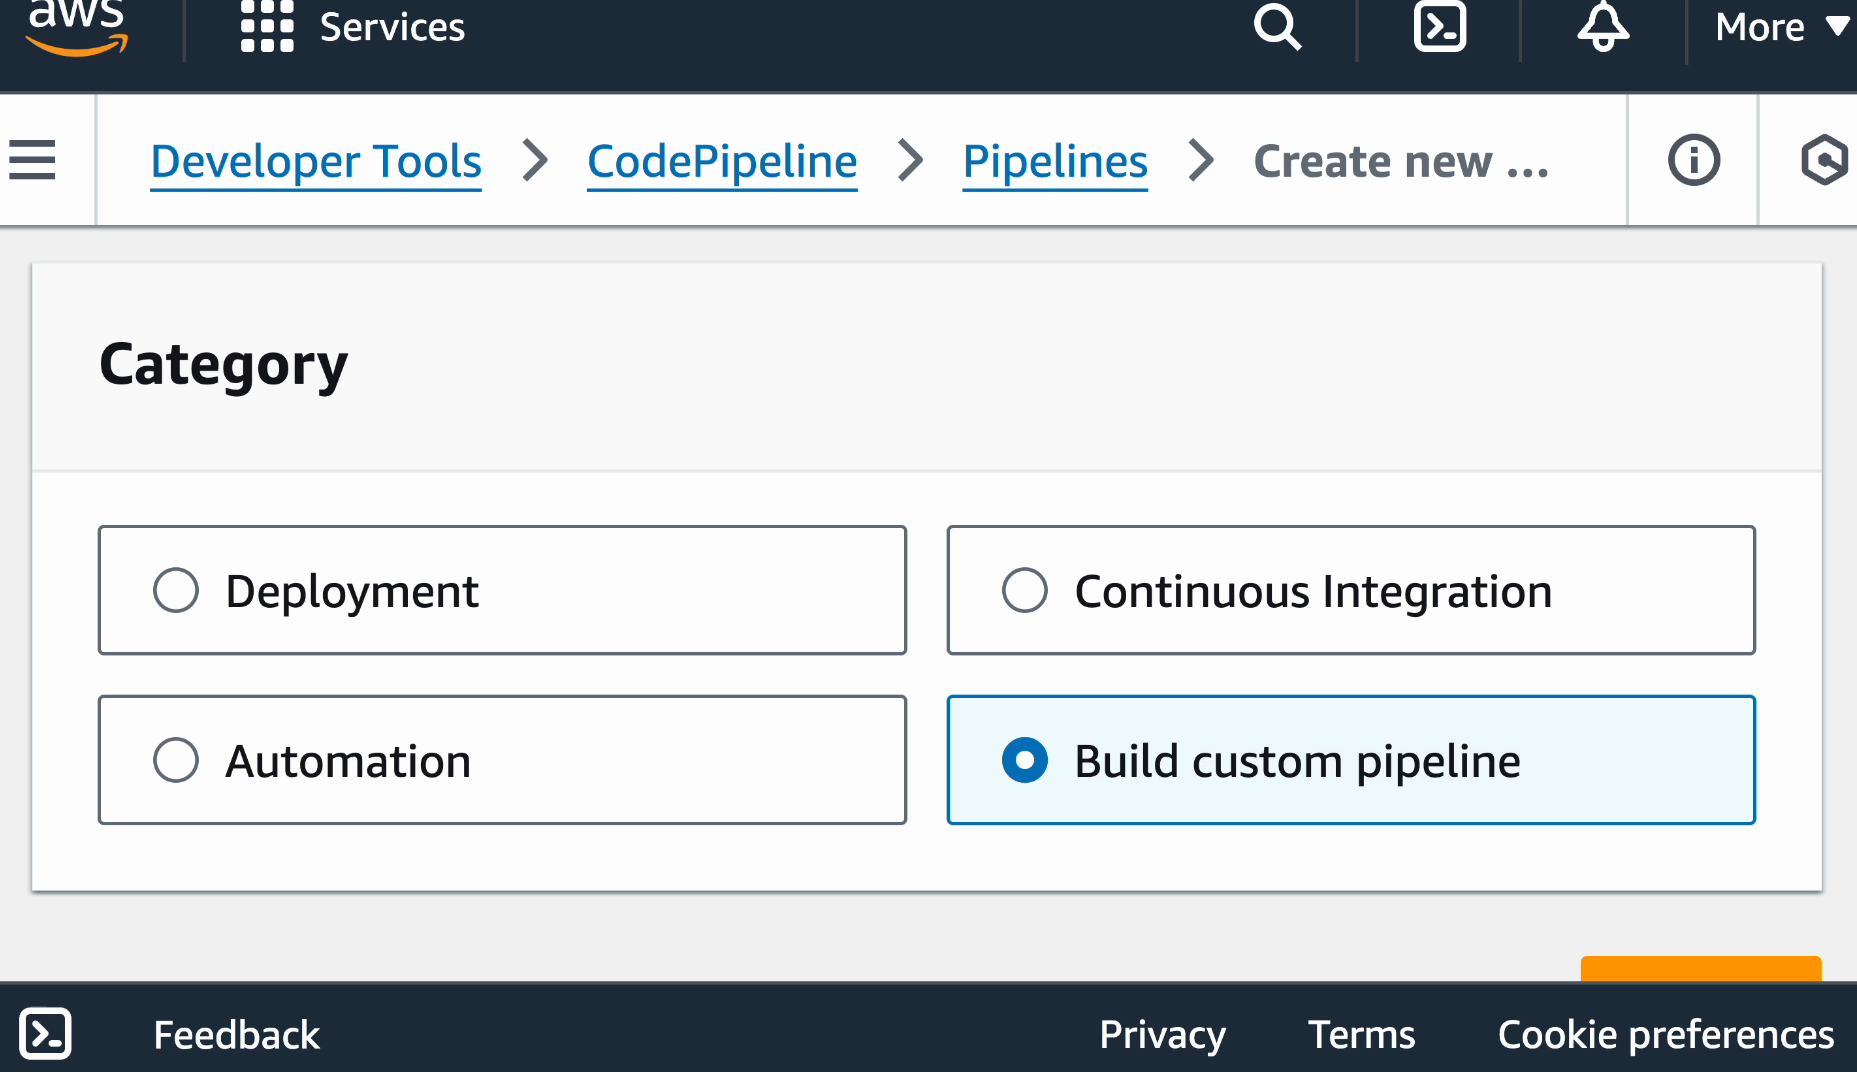 aws Services More
Developer Tools CodePipeline Pipelines Create new ...
Category
Deployment Continuous Integration
Automation Build custom pipeline
Feedback Privacy Terms Cookie preferences